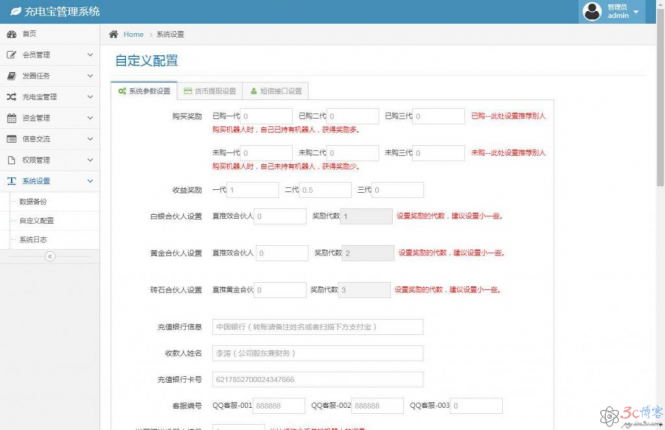 充电宝管理系统
管理员
admin
首页
Home > 系统设置
会员管理
自定义配置
发圈任务
系统参数设置 货币提现设置 短信接口设置
充电宝管理
资金管理
信息交流
权限管理
系统设置
数据备份
自定义配置
系统日志
购买奖励 已购一代 0 已购二代 0 已购三代 0 已购--此处设置推荐别人
购买机器人时,自己已持有机器人,获得奖励多。
未购一代 0 未购二代 0 未购三代 0 未购--此处设置推荐别人
购买机器人时,自己未持有机器人,获得奖励少。
收益奖励 一代 1 二代 0.5 三代 0
白银合伙人设置 直推效合伙人 0 奖励代数 1 设置奖励的代数,建议设置小一些。
黄金合伙人设置 直推效合伙人 0 奖励代数 2 设置奖励的代数,建议设置小一些。
砖石合伙人设置 直推黄金合伙 0 奖励代数 3 设置奖励的代数,建议设置小一些。
充值银行信息 中国银行(转账请备注姓名或者扫描下方支付宝)
收款人姓名 李溶(公司股东兼财务)
充值银行卡号 6217852700024347666
客服编号 QQ客服-001 888888 QQ客服-002 888888 QQ客服-003 0
3c博客